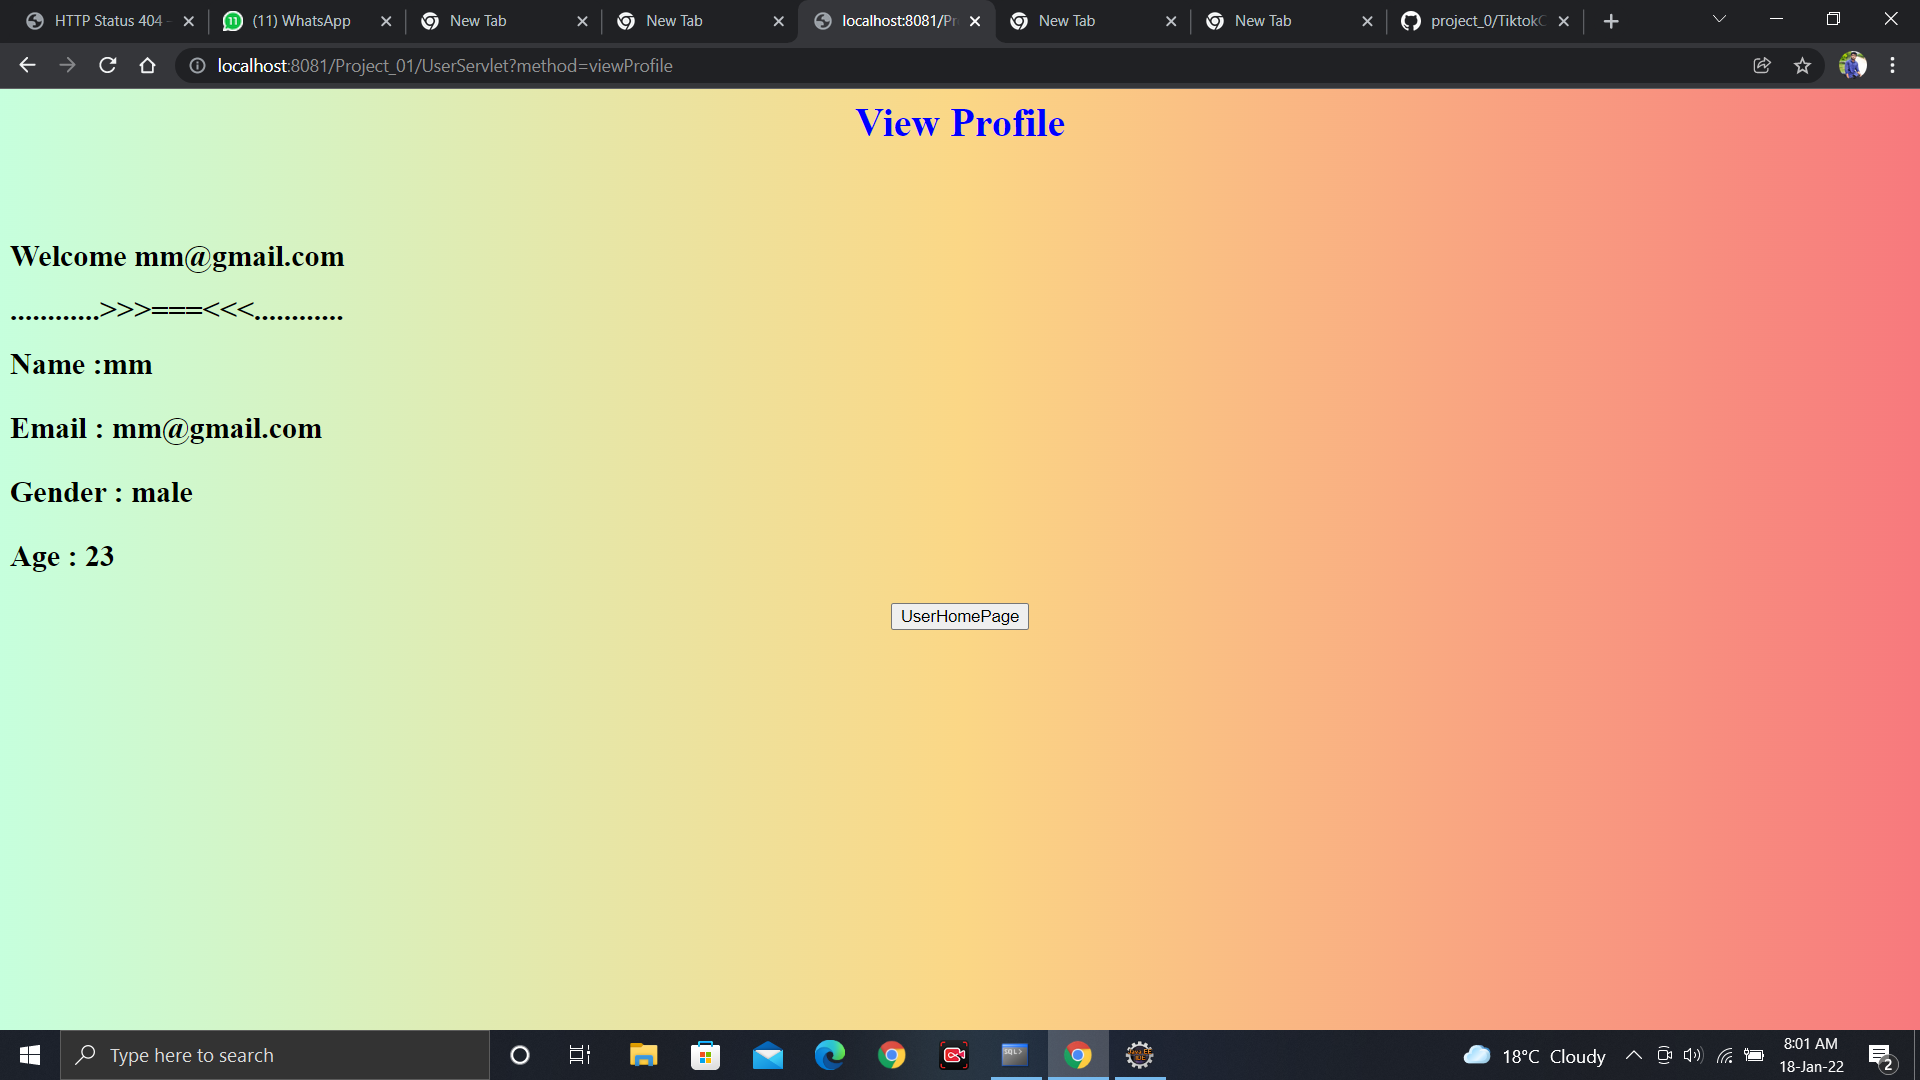 HTTP Status 404
(11) WhatsApp
New Tab
New Tab
localhost:8081/Pr
New Tab
New Tab
project_0/Tiktok
localhost:8081/Project_01/UserServlet?method=viewProfile
View Profile
Welcome mm@gmail.com
............>>>===<<<............
Name :mm
Email : mm@gmail.com
Gender : male
Age : 23
UserHomePage
Type here to search
SQL>
18°C Cloudy
8:01 AM
18-Jan-22
2